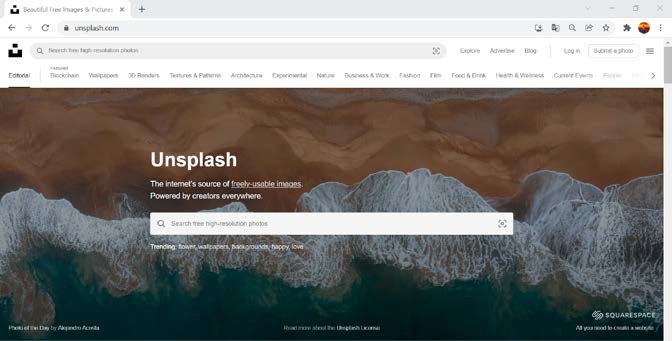 Beautiful Free Images & Pictures
unsplash.com
Search free high-resolution photos
Explore
Advertise
Blog
Log in
Submit a photo
Editorial
Featured
Blockchain
Wallpapers
3D Renders
Textures & Patterns
Architecture
Experimental
Nature
Business & Work
Fashion
Film
Food & Drink
Health & Wellness
Current Events
People
Unsplash
The internet's source of freely-usable images.
Powered by creators everywhere.
Search free high-resolution photos
Trending: flower, wallpapers, backgrounds, happy, love
SQUARESPACE
Photo of the Day by Alejandro Acosta
Read more about the Unsplash License
All you need to create a website.